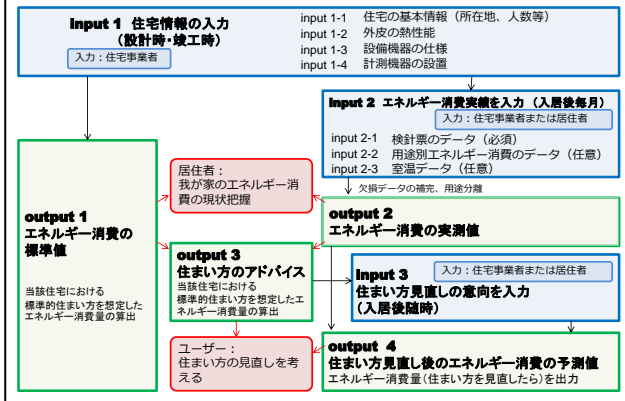 Input 1 住宅情報の入力
（設計時・竣工時）
入力：住宅事業者
input 1-1 住宅の基本情報（所在地、人数等）
input 1-2 外皮の熱性能
input 1-3 設備機器の仕様
input 1-4 計測機器の設置
Input 2 エネルギー消費実績を入力（入居後毎月）
入力：住宅事業者または居住者
input 2-1 検針票のデータ（必須）
input 2-2 用途別エネルギー消費のデータ（任意）
input 2-3 室温データ（任意）
欠損データの補完、用途分離
居住者：
我が家のエネルギー消
費の現状把握
output 1
エネルギー消費の
標準値
当該住宅における
標準的住まい方を想定した
エネルギー消費量の算出
output 2
エネルギー消費の実測値
output 3
住まい方のアドバイス
当該住宅における
標準的住まい方を想定したエ
ネルギー消費量の算出
Input 3
入力：住宅事業者または居住者
住まい方見直しの意向を入力
（入居後随時）
ユーザー：
住まい方の見直しを考
える
output 4
住まい方見直し後のエネルギー消費の予測値
エネルギー消費量（住まい方を見直したら）を出力